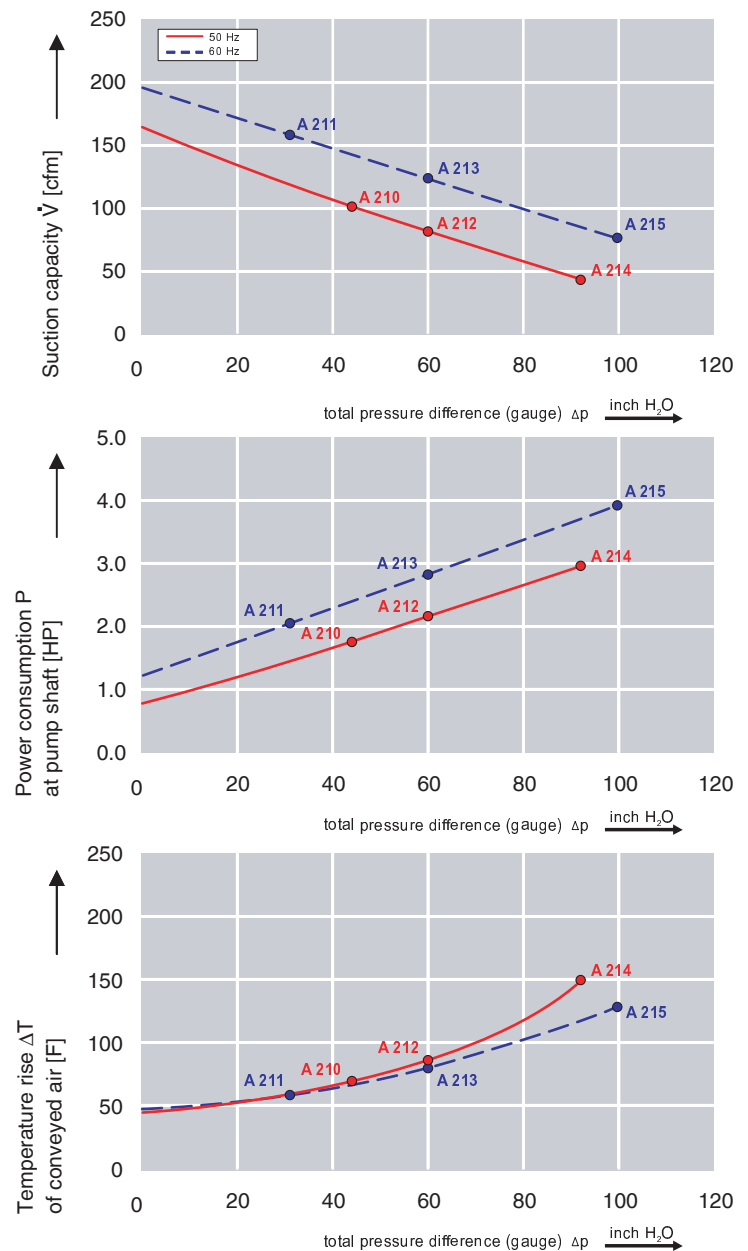 Suction capacity V̇ [cfm]
250
200
150
100
50
0
50 Hz
60 Hz
A 211
A 213
A 210
A 212
A 215
A 214
0 20 40 60 80 100 120
total pressure difference (gauge) Δp inch H₂O
Power consumption P
at pump shaft [HP]
5.0
4.0
3.0
2.0
1.0
0.0
A 215
A 213
A 214
A 211
A 212
A 210
0 20 40 60 80 100 120
total pressure difference (gauge) Δp inch H₂O
Temperature rise ΔT
of conveyed air [F]
250
200
150
100
50
0
A 214
A 215
A 212
A 210
A 211
A 213
0 20 40 60 80 100 120
total pressure difference (gauge) Δp inch H₂O